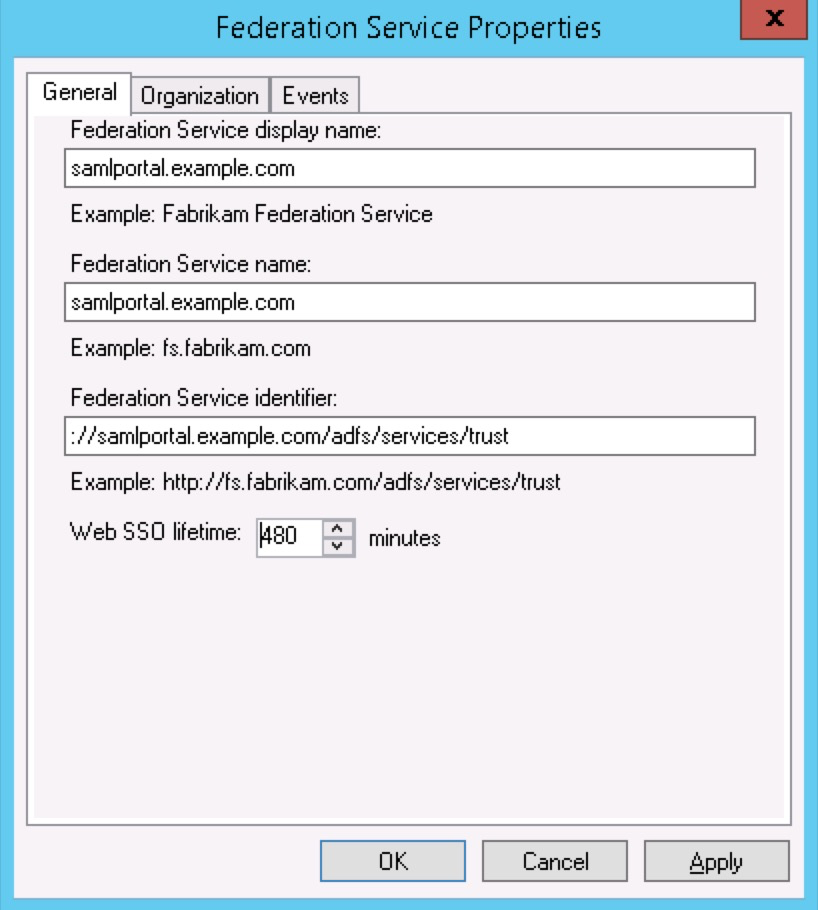 Federation Service Properties
x
General Organization Events
Federation Service display name:
samlportal.example.com
Example: Fabrikam Federation Service
Federation Service name:
samlportal.example.com
Example: fs.fabrikam.com
Federation Service identifier:
://samlportal.example.com/adfs/services/trust
Example: http://fs.fabrikam.com/adfs/services/trust
Web SSO lifetime: 480 minutes
OK Cancel Apply